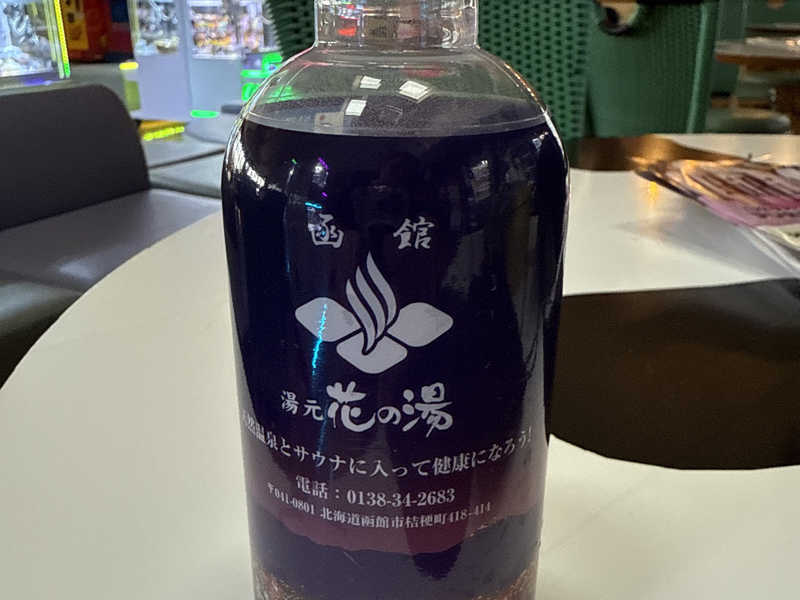 函館
湯元 花の湯
天然温泉とサウナに入って健康になろう!
電話：0138-34-2683
〒041-0801 北海道函館市桔梗町418-414